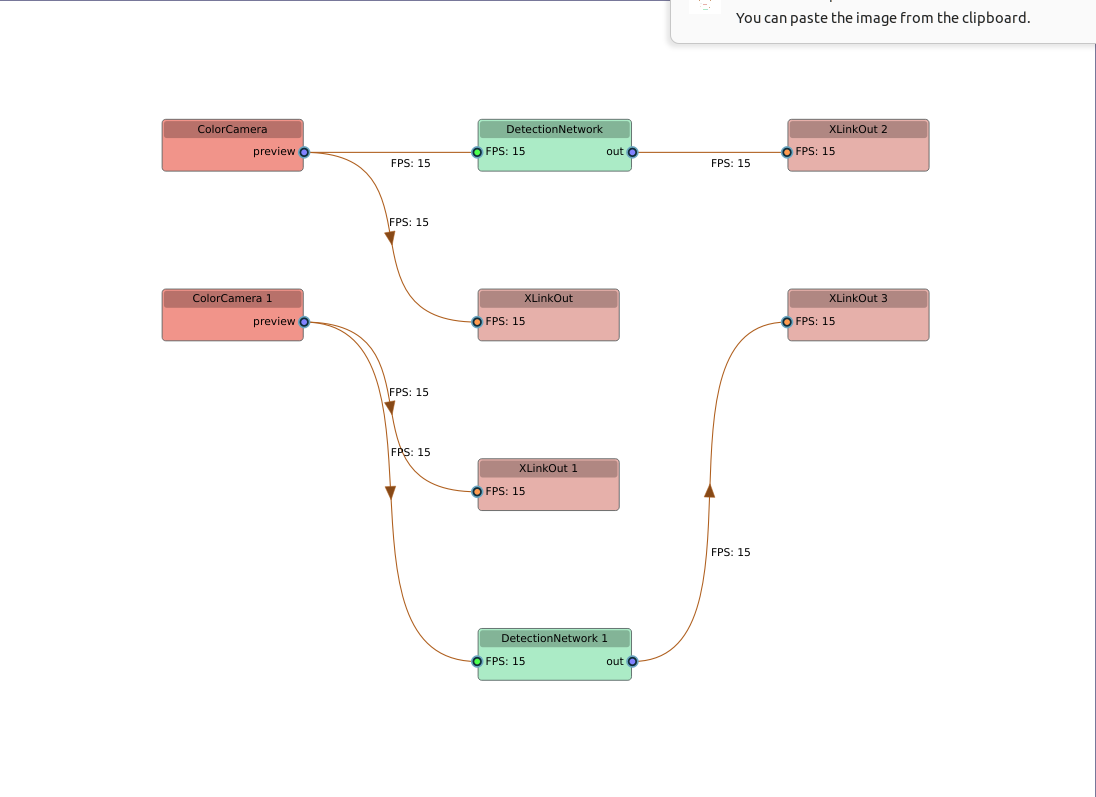 You can paste the image from the clipboard.
ColorCamera
preview
FPS: 15
DetectionNetwork
FPS: 15
out
FPS: 15
XLinkOut 2
FPS: 15
FPS: 15
ColorCamera 1
preview
XLinkOut
FPS: 15
XLinkOut 3
FPS: 15
FPS: 15
FPS: 15
XLinkOut 1
FPS: 15
FPS: 15
DetectionNetwork 1
FPS: 15
out